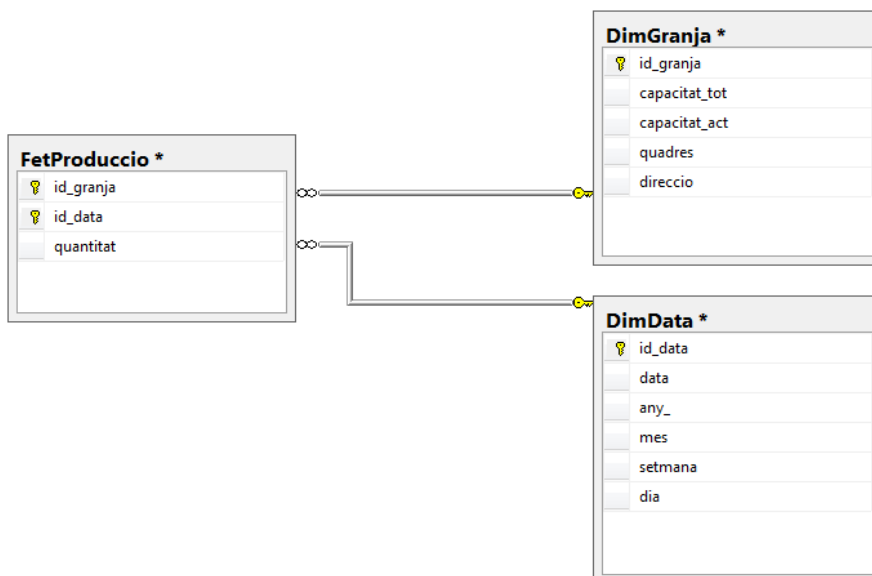 FetProduccio *
id_granja
id_data
quantitat
DimGranja *
id_granja
capacitat_tot
capacitat_act
quadres
direccio
DimData *
id_data
data
any_
mes
setmana
dia